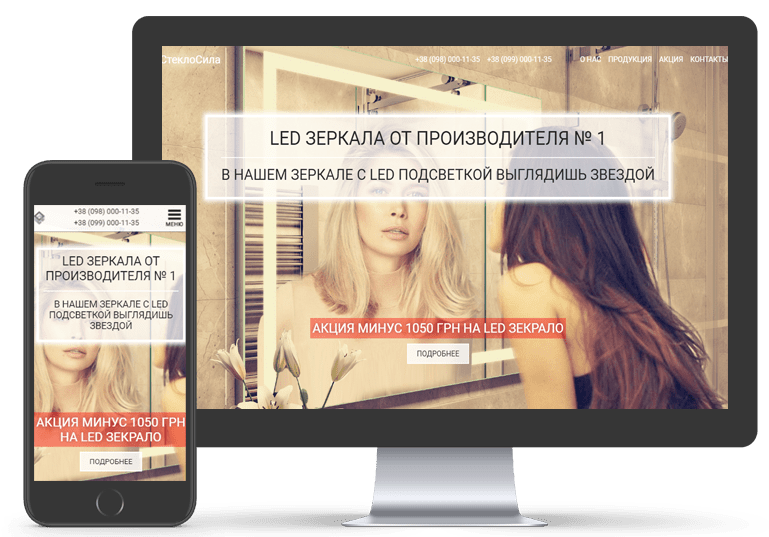 СтеклоСила
+38 (098) 000-11-35 +38 (099) 000-11-35 О НАС ПРОДУКЦИЯ АКЦИЯ КОНТАКТЫ
LED ЗЕРКАЛА ОТ ПРОИЗВОДИТЕЛЯ № 1
В НАШЕМ ЗЕРКАЛЕ С LED ПОДСВЕТКОЙ ВЫГЛЯДИШЬ ЗВЕЗДОЙ
АКЦИЯ МИНУС 1050 ГРН НА LED ЗЕКРАЛО
ПОДРОБНЕЕ
+38 (098) 000-11-35
+38 (099) 000-11-35
МЕНЮ
LED ЗЕРКАЛА ОТ
ПРОИЗВОДИТЕЛЯ № 1
В НАШЕМ ЗЕРКАЛЕ С LED
ПОДСВЕТКОЙ ВЫГЛЯДИШЬ
ЗВЕЗДОЙ
АКЦИЯ МИНУС 1050 ГРН
НА LED ЗЕКРАЛО
ПОДРОБНЕЕ